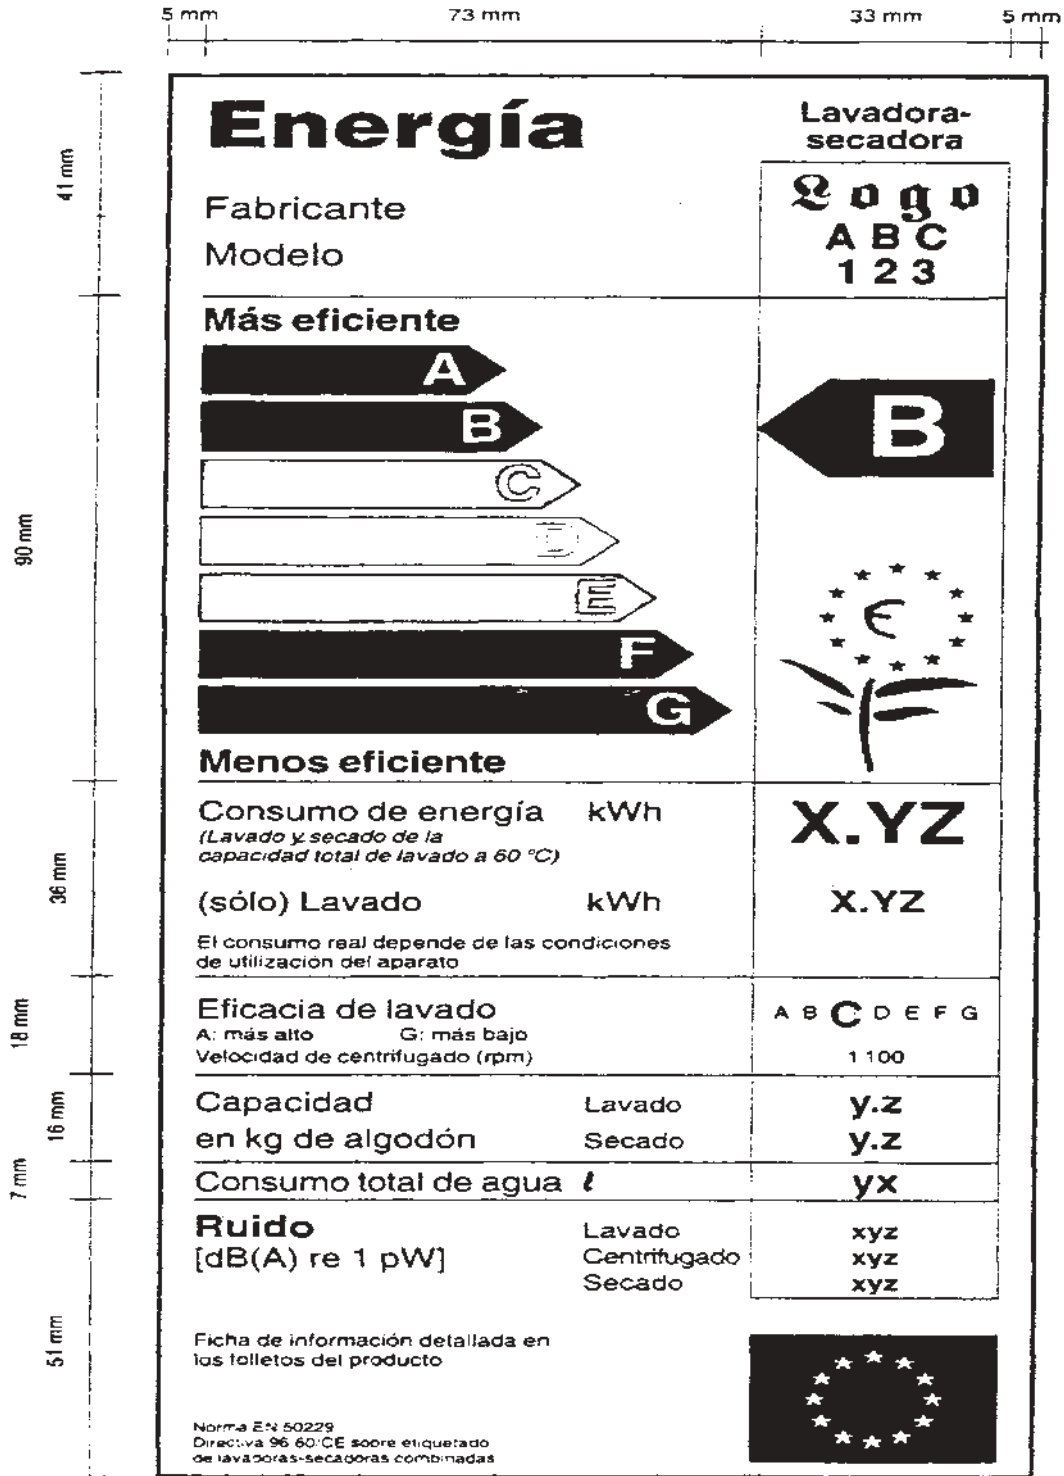 5 mm 73 mm 33 mm 5 mm
41 mm
90 mm
36 mm
18 mm
16 mm
7 mm
51 mm
Energía
Lavadora-
secadora
Fabricante
Modelo
Logo
A B C
1 2 3
Más eficiente
A
B
C
D
E
F
G
B
E
Menos eficiente
Consumo de energía kWh X.YZ
(Lavado y secado de la
capacidad total de lavado a 60 °C)
(sólo) Lavado kWh X.YZ
El consumo real depende de las condiciones
de utilización del aparato
Eficacia de lavado A B C D E F G
A: más alto G: más bajo
Velocidad de centrifugado (rpm) 1 100
Capacidad Lavado y.z
en kg de algodón Secado y.z
Consumo total de agua ℓ yx
Ruido Lavado xyz
[dB(A) re 1 pW] Centrifugado xyz
Secado xyz
Ficha de información detallada en
los folletos del producto
Norma EN 50229
Directiva 96/60/CE sobre etiquetado
de lavadoras-secadoras combinadas